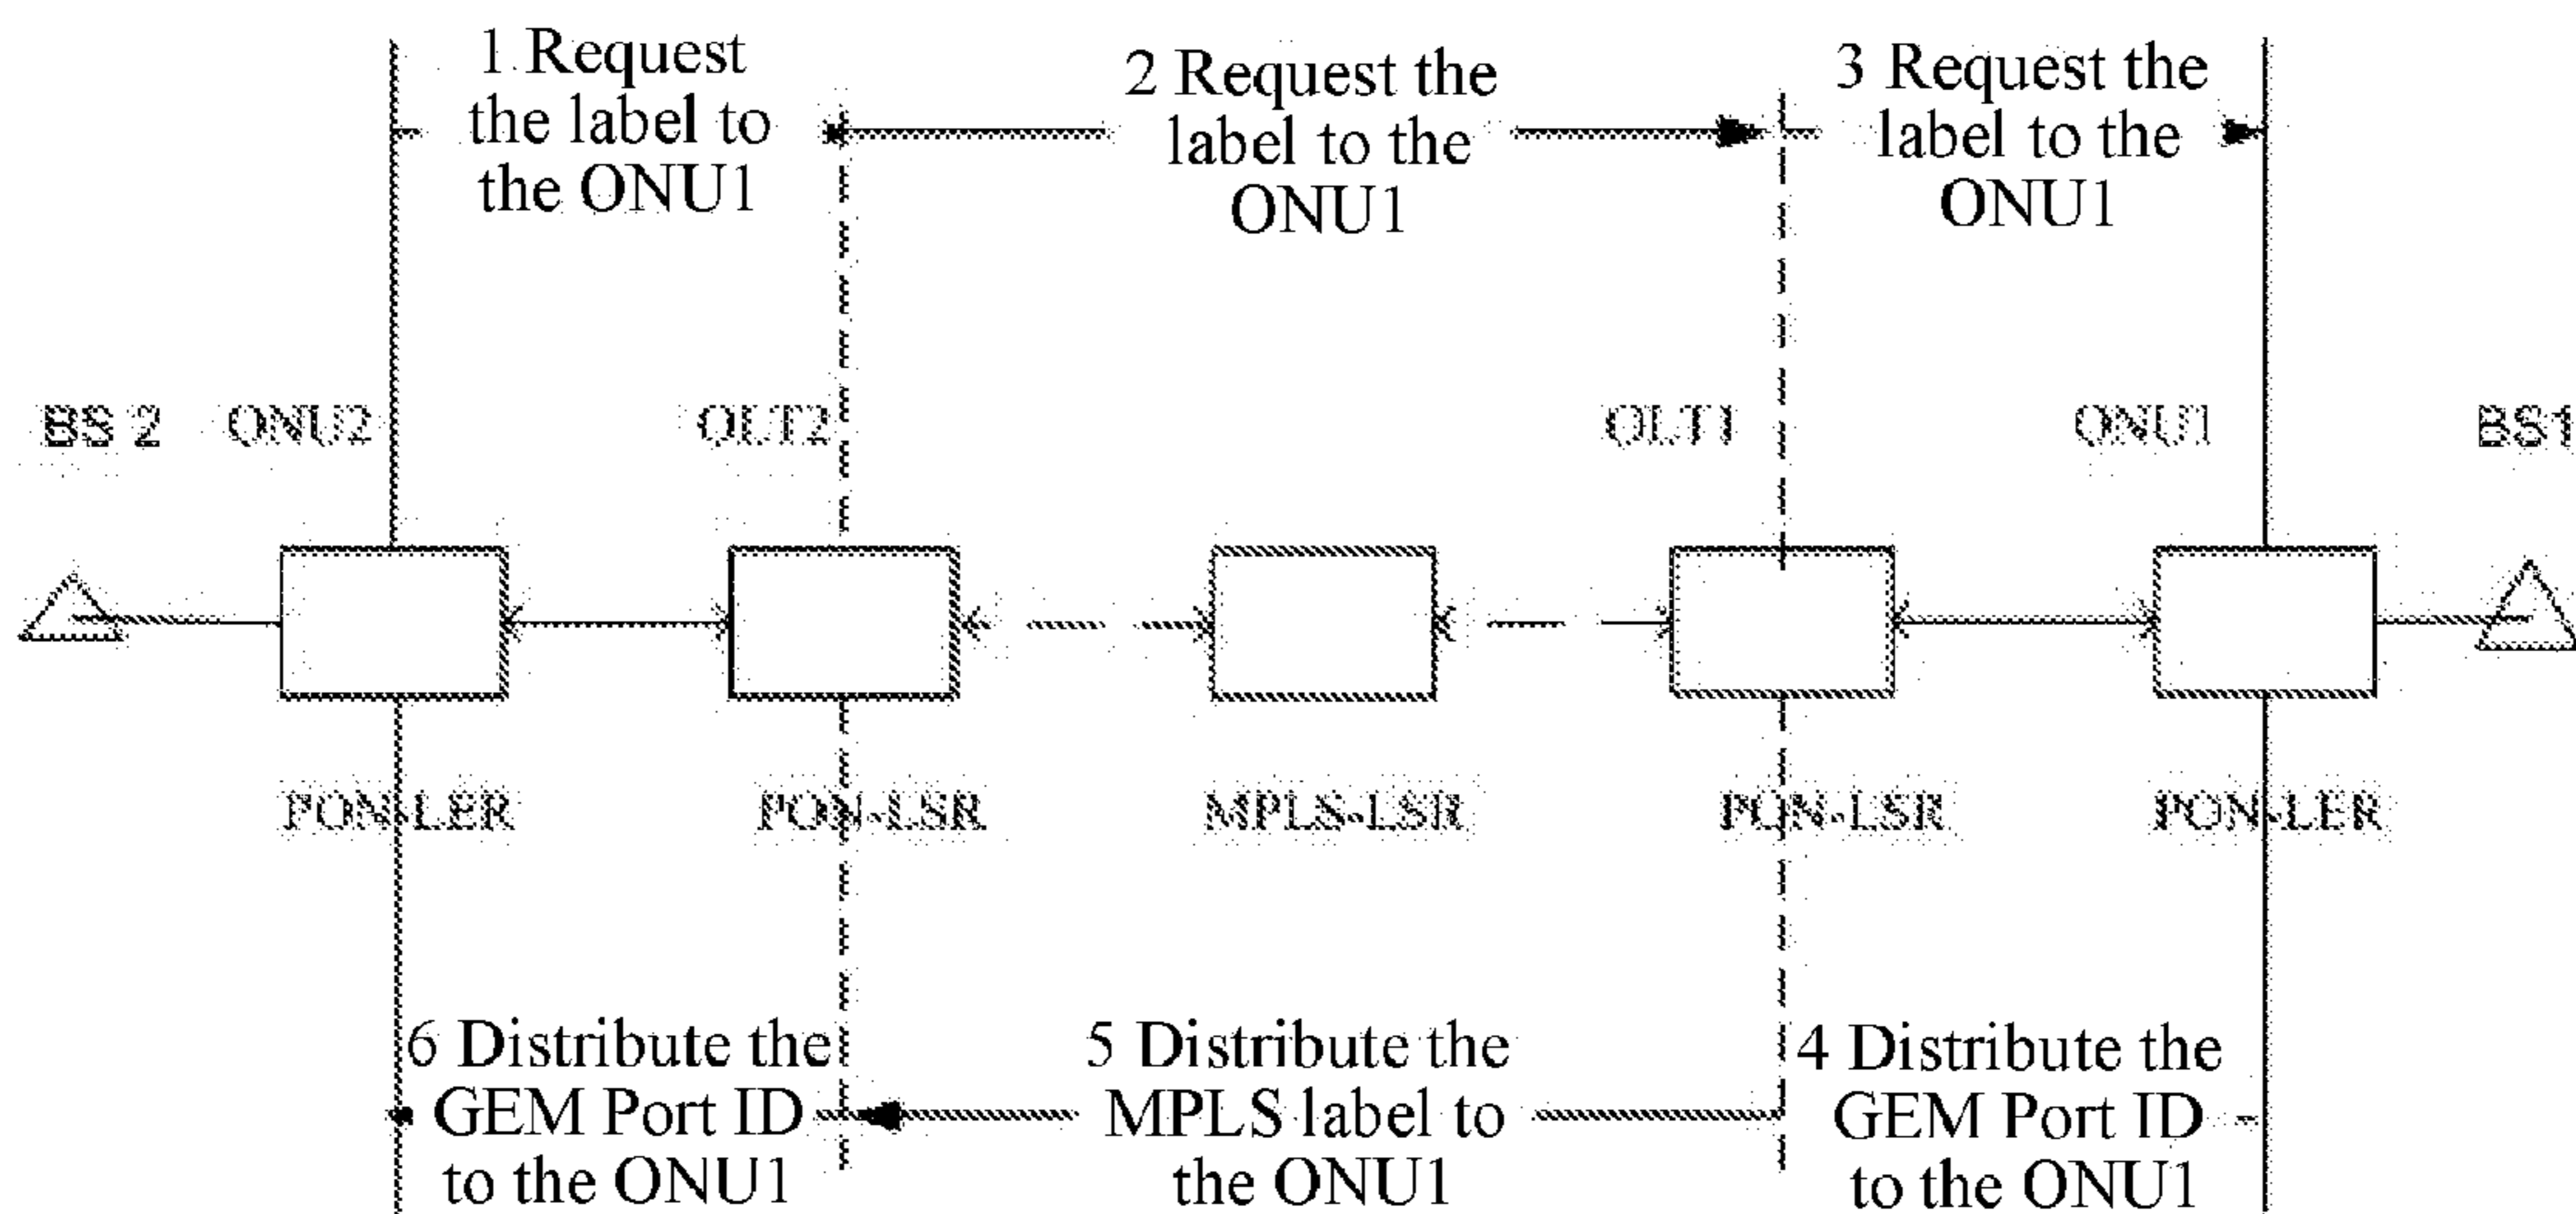 1 Request
the label to
the ONU1
2 Request the
label to the
ONU1
3 Request the
label to the
ONU1
BS 2
ONU2
OLT2
OLT1
ONU1
BS1
PON-LER
PON-LSR
MPLS-LSR
PON-LSR
PON-LER
6 Distribute the
GEM Port ID
to the ONU1
5 Distribute the
MPLS label to
the ONU1
4 Distribute the
GEM Port ID
to the ONU1